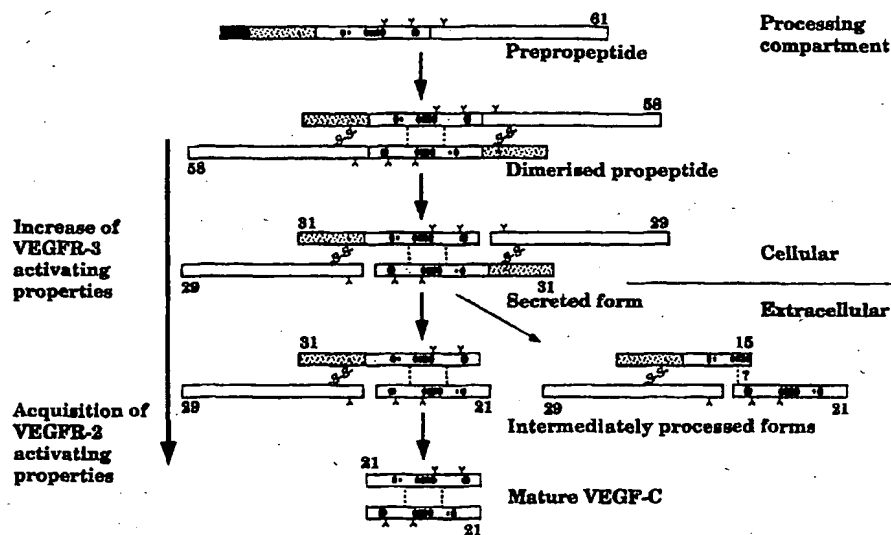 61
Processing
compartment
Prepropeptide
58
58
Dimerised propeptide
Increase of
VEGFR-3
activating
properties
31
29
29
31
Cellular
Secreted form
Extracellular
31
15
?
29
21
29
21
Acquisition of
VEGFR-2
activating
properties
Intermediately processed forms
21
Mature VEGF-C
21